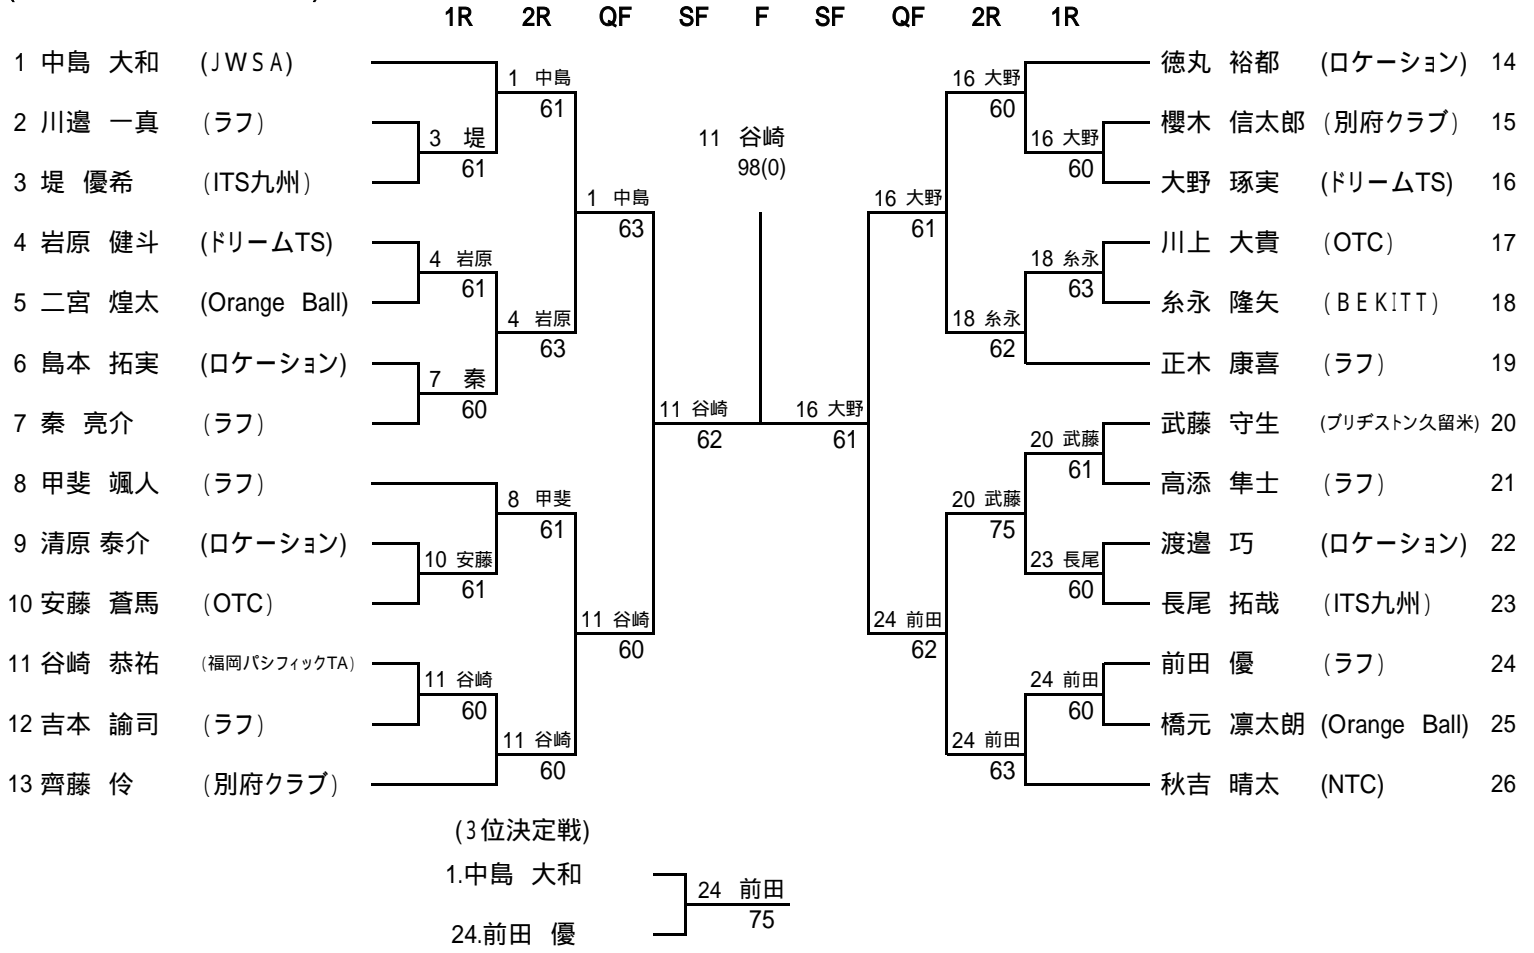 1R 2R QF SF F SF QF 2R 1R
1 中島 大和 (JWSA)
2 川邉 一真 (ラフ)
3 堤 優希 (ITS九州)
4 岩原 健斗 (ドリームTS)
5 二宮 煌太 (Orange Ball)
6 島本 拓実 (ロケーション)
7 秦 亮介 (ラフ)
8 甲斐 颯人 (ラフ)
9 清原 泰介 (ロケーション)
10 安藤 蒼馬 (OTC)
11 谷崎 恭祐 (福岡パシフィックTA)
12 吉本 諭司 (ラフ)
13 齊藤 伶 (別府クラブ)
3 堤
61
4 岩原
61
7 秦
60
10 安藤
61
11 谷崎
60
1 中島
61
4 岩原
63
8 甲斐
61
11 谷崎
60
1 中島
63
11 谷崎
60
11 谷崎
62
11 谷崎
98(0)
16 大野
61
16 大野
61
24 前田
62
16 大野
60
18 糸永
62
20 武藤
75
24 前田
63
16 大野
60
18 糸永
63
20 武藤
61
23 長尾
60
24 前田
60
徳丸 裕都 (ロケーション) 14
櫻木 信太郎 (別府クラブ) 15
大野 琢実 (ドリームTS) 16
川上 大貴 (OTC) 17
糸永 隆矢 (BEKITT) 18
正木 康喜 (ラフ) 19
武藤 守生 (ブリヂストン久留米) 20
高添 隼士 (ラフ) 21
渡邉 巧 (ロケーション) 22
長尾 拓哉 (ITS九州) 23
前田 優 (ラフ) 24
橋元 凛太朗 (Orange Ball) 25
秋吉 晴太 (NTC) 26
(3位決定戦)
1.中島 大和
24.前田 優
24 前田
75